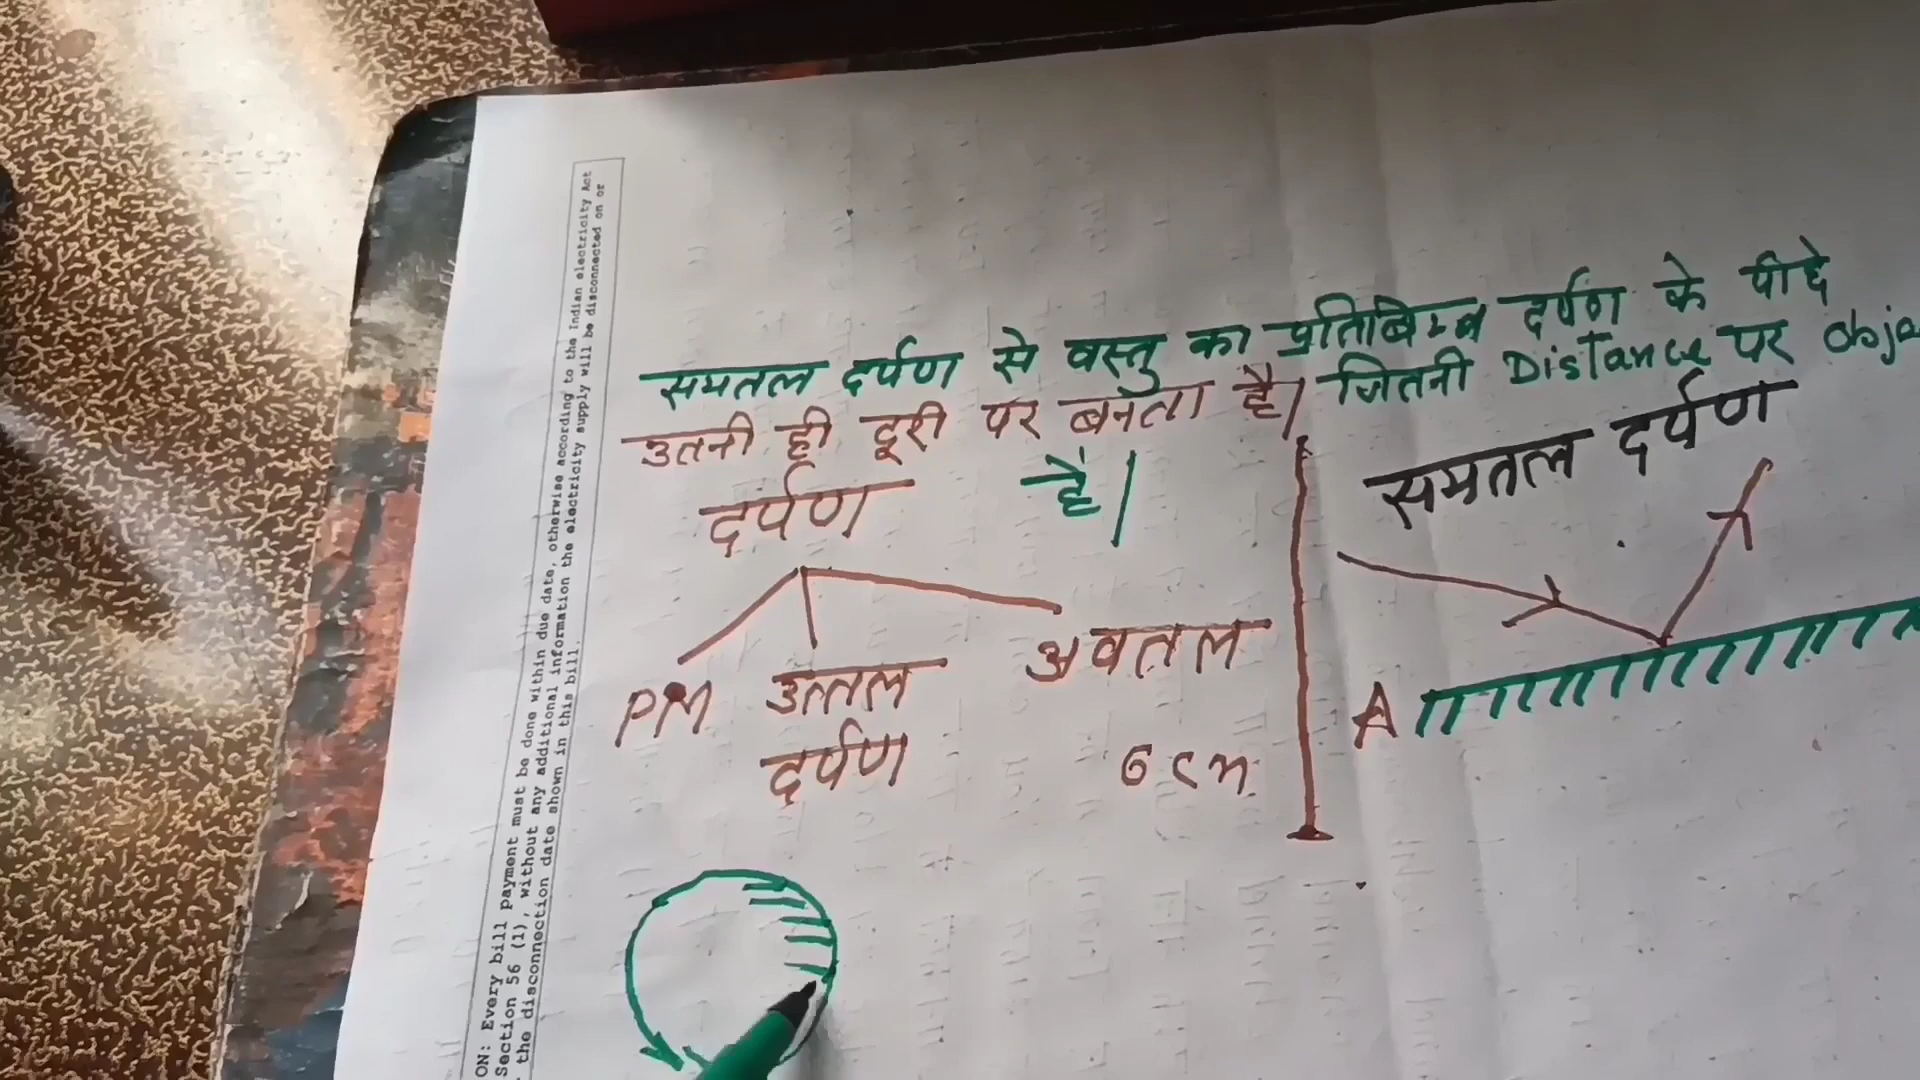 समतल दर्पण से वस्तु का प्रतिबिम्ब दर्पण के पीछे
उतनी ही दूरी पर बनता है। जितनी Distance पर obje
है।
दर्पण
समतल दर्पण
PM
उत्तल
दर्पण
अवतल
6 cm
A
ON: Every bill payment must be done within due date, otherwise according to the Indian electricity Act
Section 56 (1), without any additional information the electricity supply will be disconnected on or
the disconnection date shown in this bill.